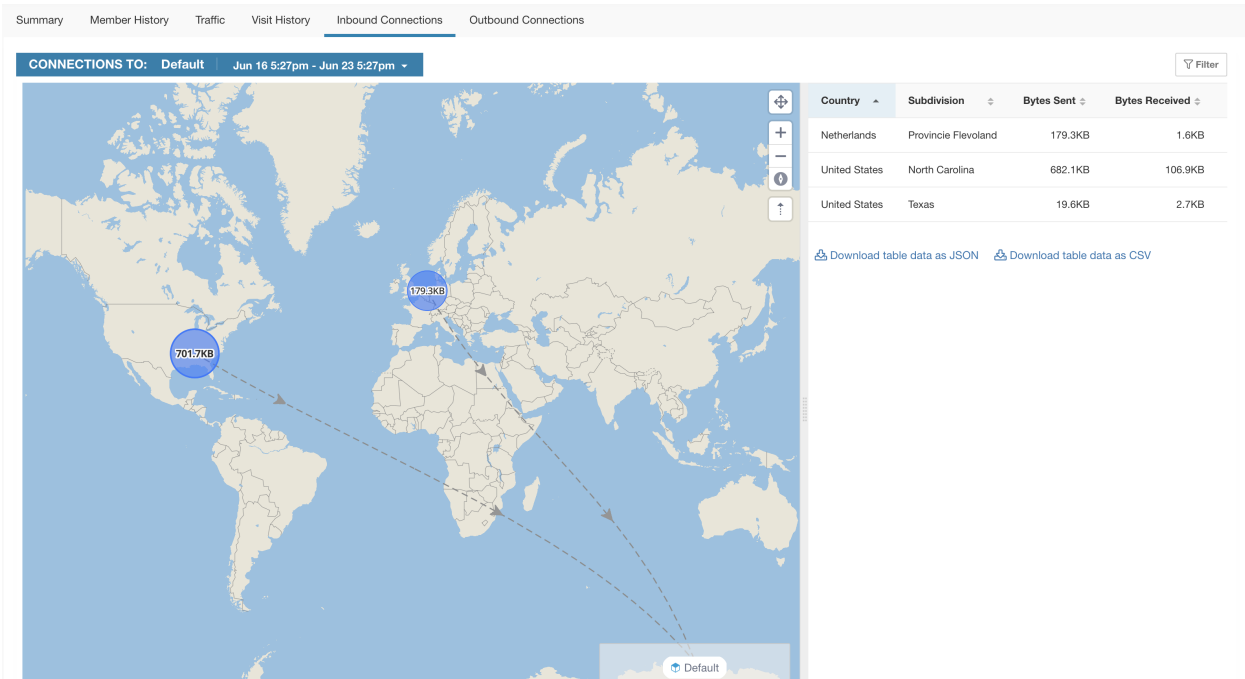 Summary Member History Traffic Visit History Inbound Connections Outbound Connections
CONNECTIONS TO: Default Jun 16 5:27pm - Jun 23 5:27pm
Filter
Country Subdivision Bytes Sent Bytes Received
Netherlands Provincie Flevoland 179.3KB 1.6KB
United States North Carolina 682.1KB 106.9KB
United States Texas 19.6KB 2.7KB
Download table data as JSON Download table data as CSV
179.3KB
701.7KB
Default